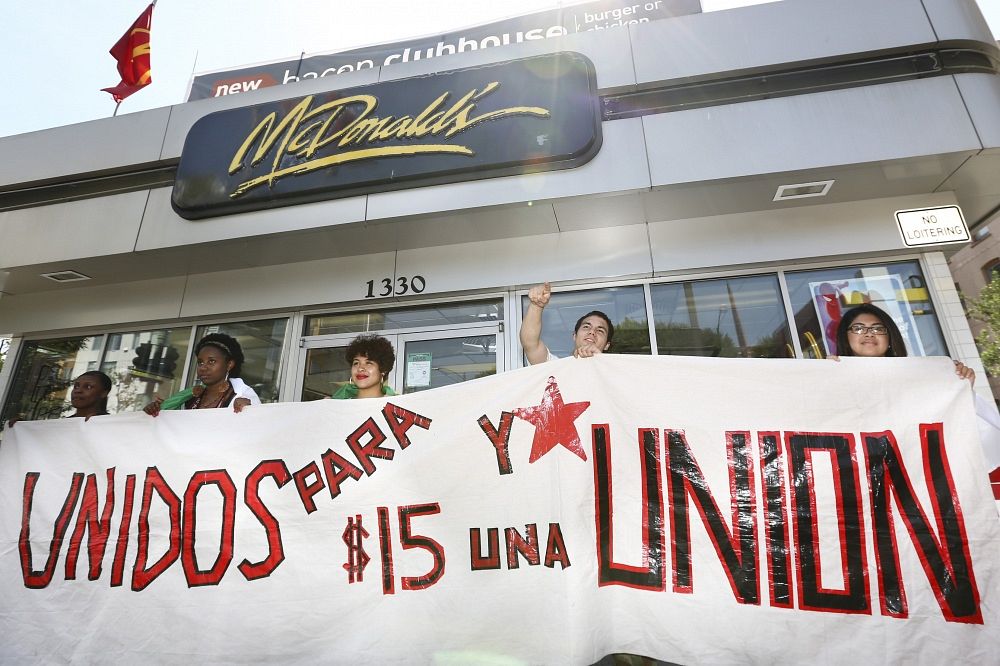 new bacon clubhouse burger or
chicken
McDonald's
NO
LOITERING
1330
UNIDOS PARA Y UNION
$15 UNA